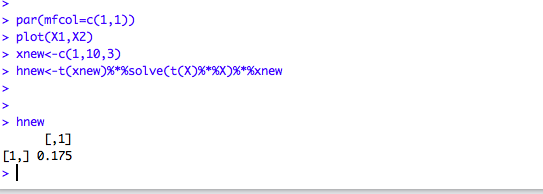 >
> par(mfcol=c(1,1))
> plot(X1,X2)
> xnew<-c(1,10,3)
> hnew<-t(xnew)%*%solve(t(X)%*%X)%*%xnew
>
>
> hnew
[,1]
[1,] 0.175
>